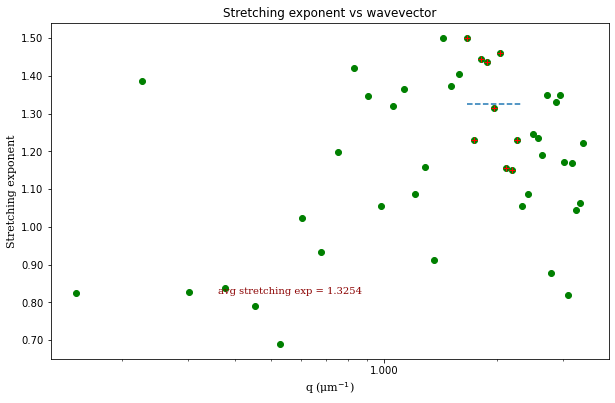 Stretching exponent vs wavevector
1.50
1.40
1.30
1.20
1.10
1.00
0.90
0.80
0.70
Stretching exponent
avg stretching exp = 1.3254
1.000
q (μm⁻¹)